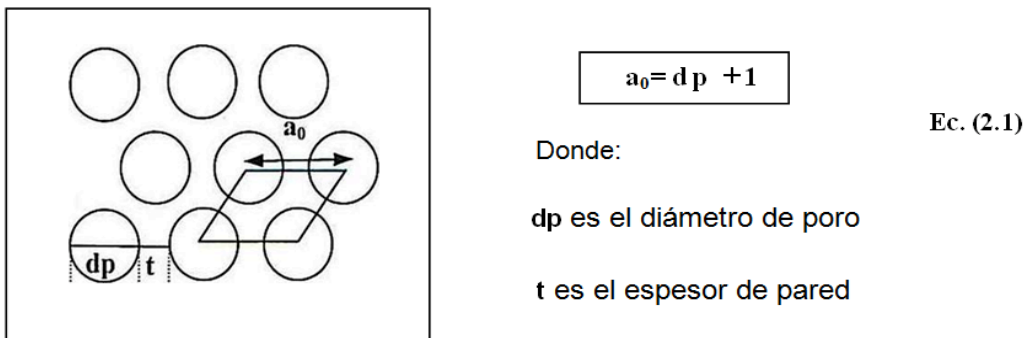 a₀
dp t
a₀= d p +1
Ec. (2.1)
Donde:
dp es el diámetro de poro
t es el espesor de pared